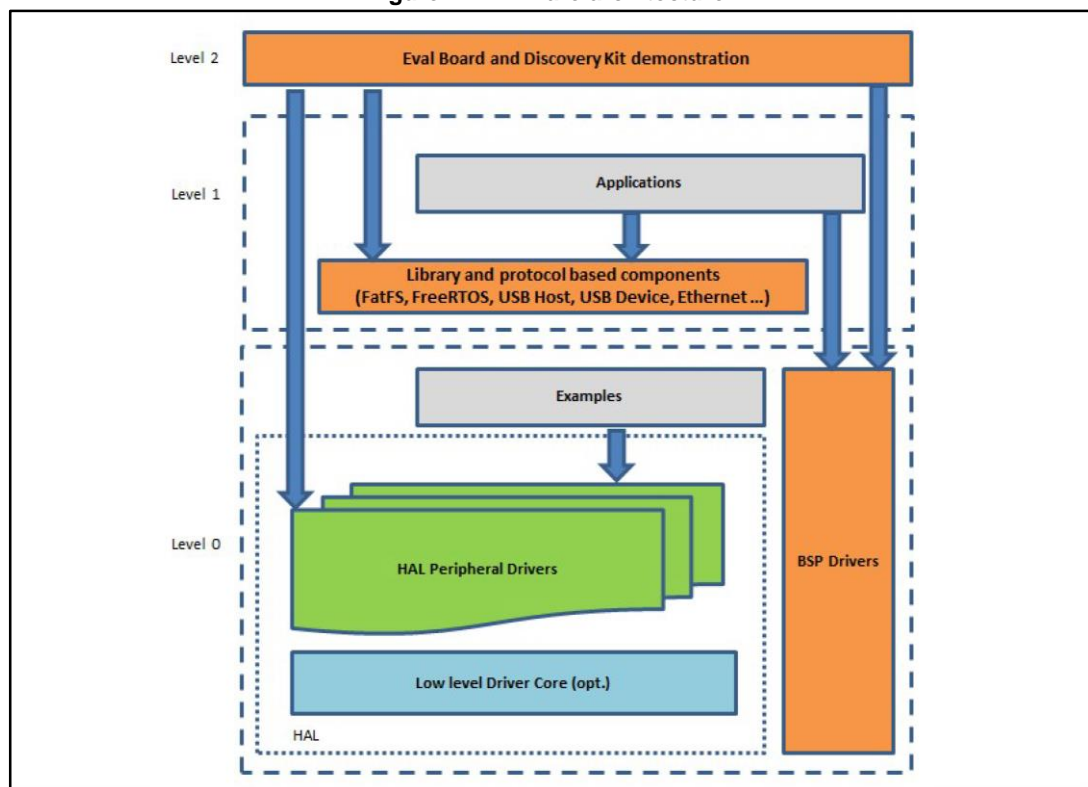 Level 2
Eval Board and Discovery Kit demonstration
Level 1
Applications
Library and protocol based components
(FatFS, FreeRTOS, USB Host, USB Device, Ethernet ...)
Examples
Level 0
HAL Peripheral Drivers
BSP Drivers
Low level Driver Core (opt.)
HAL